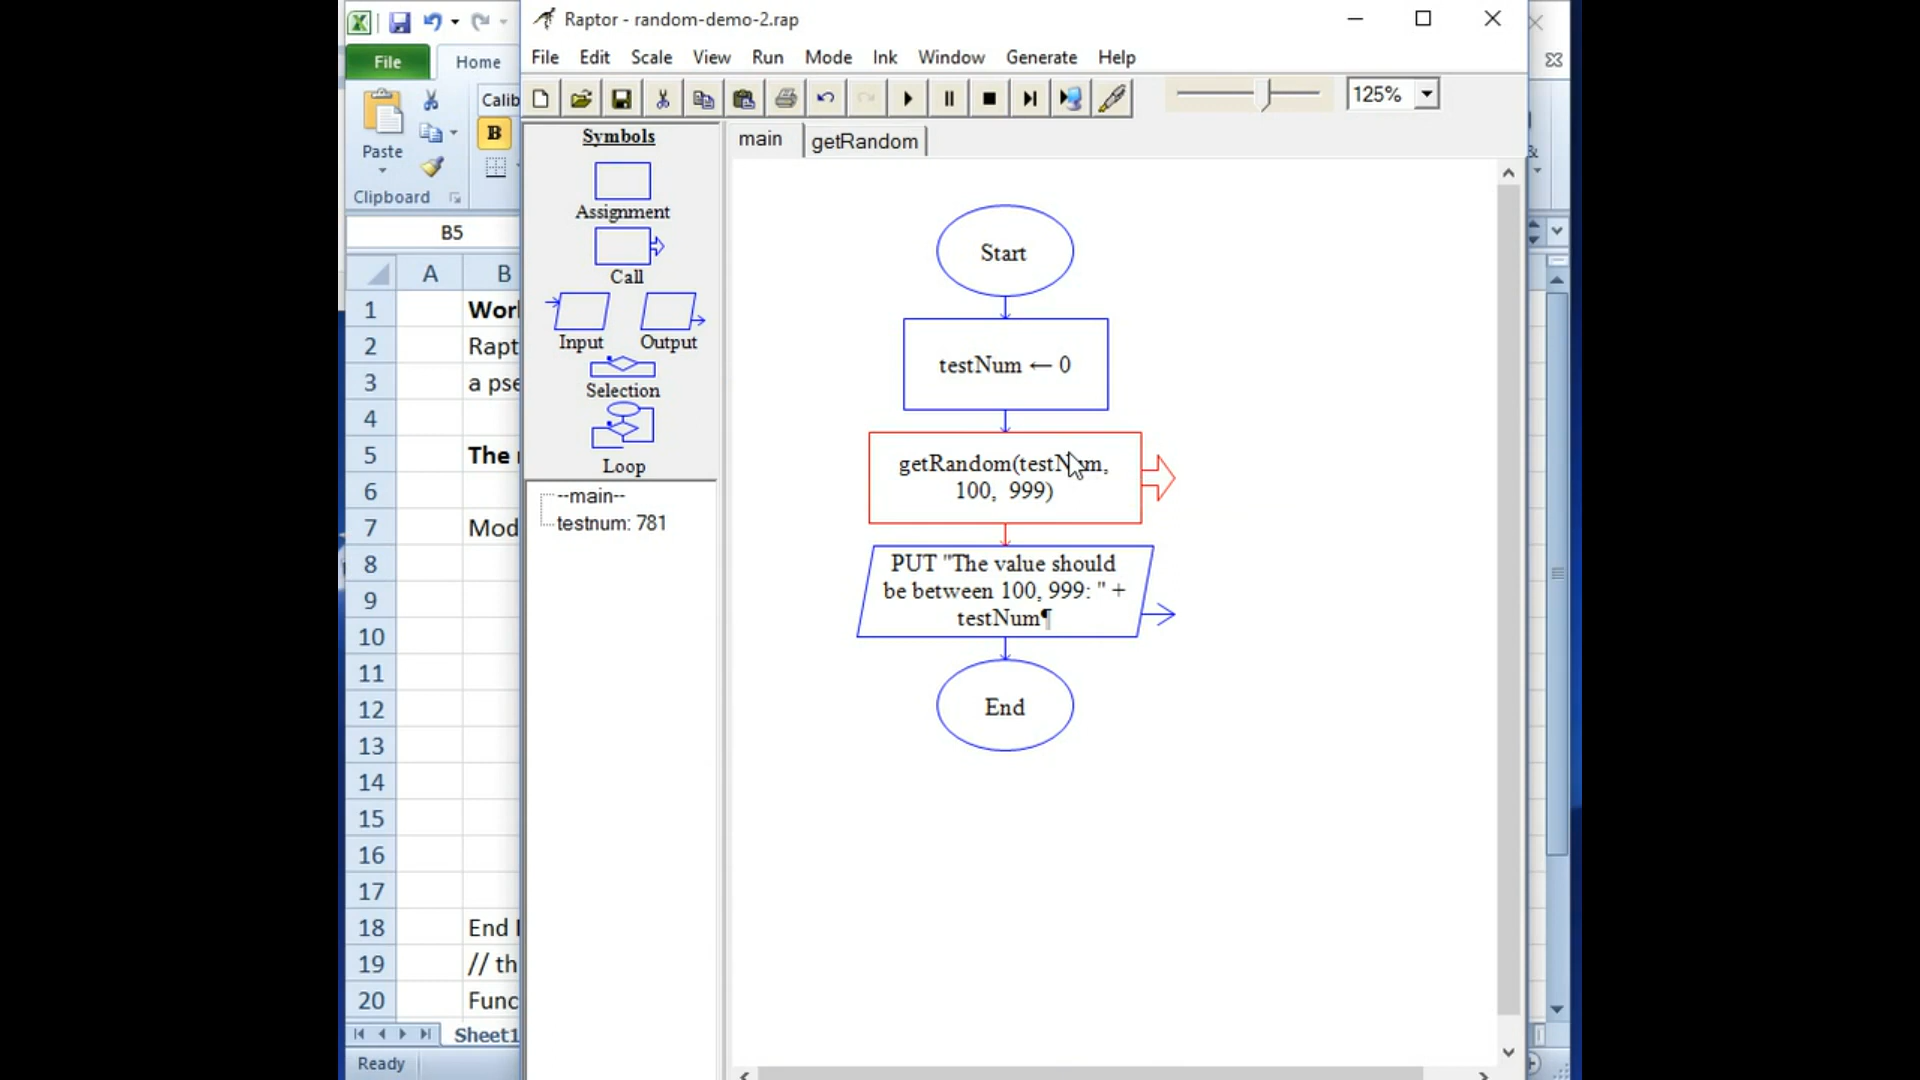 Raptor - random-demo-2.rap
File Edit Scale View Run Mode Ink Window Generate Help
125%
File Home
Calib
B
Paste
Clipboard
B5
A B
1 Worl
2 Rapt
3 a pse
4
5 The
6
7 Mod
8
9
10
11
12
13
14
15
16
17
18 End
19 // th
20 Func
Sheet1
Ready
&
Symbols
Assignment
Call
Input Output
Selection
Loop
--main--
testnum: 781
main getRandom
Start
testNum ← 0
getRandom(testNum,
100, 999)
PUT "The value should
be between 100, 999: " +
testNum¶
End